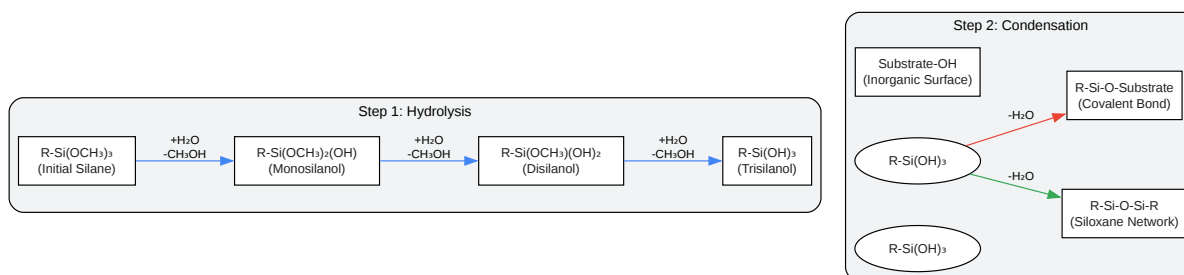 Step 1: Hydrolysis
R-Si(OCH₃)₃
(Initial Silane)
+H₂O
-CH₃OH
R-Si(OCH₃)₂(OH)
(Monosilanol)
+H₂O
-CH₃OH
R-Si(OCH₃)(OH)₂
(Disilanol)
+H₂O
-CH₃OH
R-Si(OH)₃
(Trisilanol)
Step 2: Condensation
Substrate-OH
(Inorganic Surface)
R-Si(OH)₃
-H₂O
R-Si-O-Substrate
(Covalent Bond)
-H₂O
R-Si-O-Si-R
(Siloxane Network)
R-Si(OH)₃